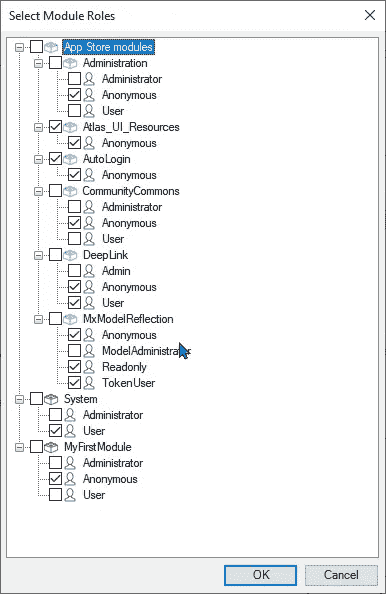 Select Module Roles
App Store modules
Administration
Administrator
Anonymous
User
Atlas_UI_Resources
Anonymous
AutoLogin
Anonymous
CommunityCommons
Administrator
Anonymous
User
DeepLink
Admin
Anonymous
User
MxModelReflection
Anonymous
ModelAdministrator
Readonly
TokenUser
System
Administrator
User
MyFirstModule
Administrator
Anonymous
User
OK Cancel